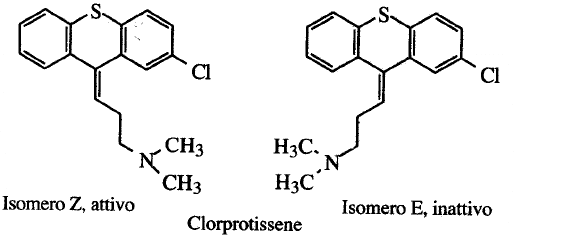 S
Cl
N
CH3
CH3
Isomero Z, attivo
S
Cl
H3C
N
H3C
Isomero E, inattivo
Clorprotissene